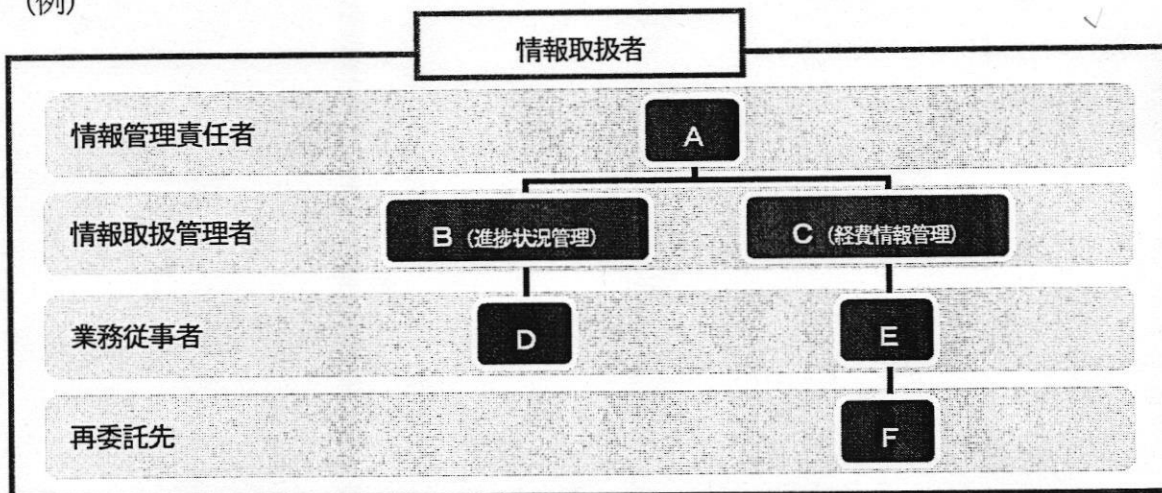 (例)
情報取扱者
情報管理責任者
A
情報取扱管理者
B (進捗状況管理)
C (経費情報管理)
業務従事者
D
E
再委託先
F